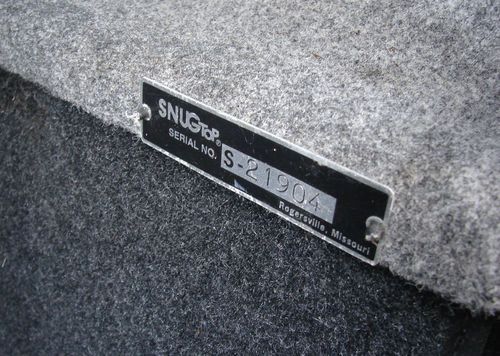 SNUGTOP®
SERIAL NO. S-21904
Rogersville, Missouri